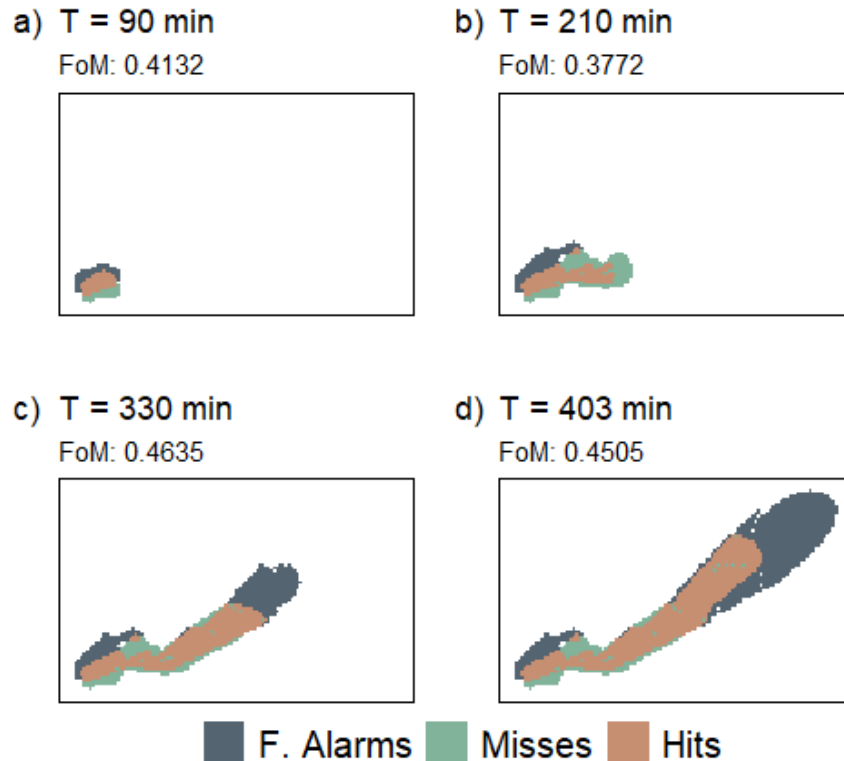 a) T = 90 min
FoM: 0.4132
b) T = 210 min
FoM: 0.3772
c) T = 330 min
FoM: 0.4635
d) T = 403 min
FoM: 0.4505
F. Alarms Misses Hits